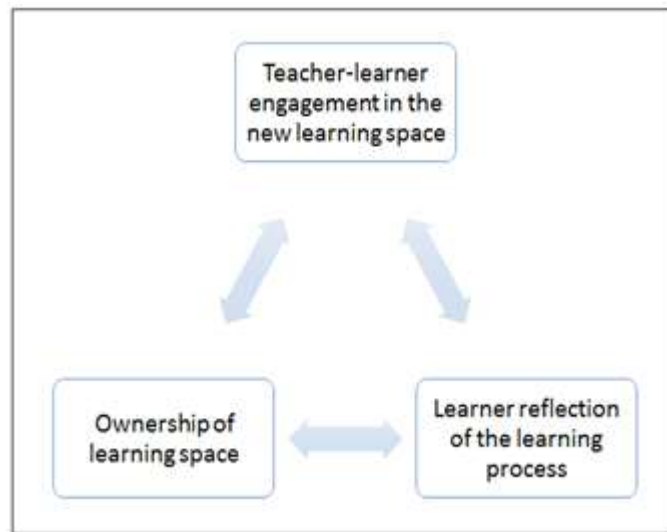 Teacher-learner
engagement in the
new learning space
Ownership of
learning space
Learner reflection
of the learning
process